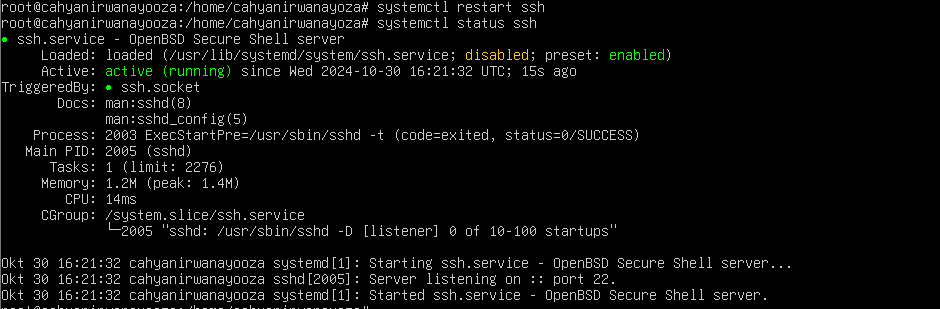 root@cahyanirwanayooza:/home/cahyanirwanayoza# systemctl restart ssh
root@cahyanirwanayooza:/home/cahyanirwanayoza# systemctl status ssh
● ssh.service - OpenBSD Secure Shell server
     Loaded: loaded (/usr/lib/systemd/system/ssh.service; disabled; preset: enabled)
     Active: active (running) since Wed 2024-10-30 16:21:32 UTC; 15s ago
TriggeredBy: ● ssh.socket
       Docs: man:sshd(8)
             man:sshd_config(5)
    Process: 2003 ExecStartPre=/usr/sbin/sshd -t (code=exited, status=0/SUCCESS)
   Main PID: 2005 (sshd)
      Tasks: 1 (limit: 2276)
     Memory: 1.2M (peak: 1.4M)
        CPU: 14ms
     CGroup: /system.slice/ssh.service
             └─2005 "sshd: /usr/sbin/sshd -D [listener] 0 of 10-100 startups"

Okt 30 16:21:32 cahyanirwanayooza systemd[1]: Starting ssh.service - OpenBSD Secure Shell server...
Okt 30 16:21:32 cahyanirwanayooza sshd[2005]: Server listening on :: port 22.
Okt 30 16:21:32 cahyanirwanayooza systemd[1]: Started ssh.service - OpenBSD Secure Shell server.